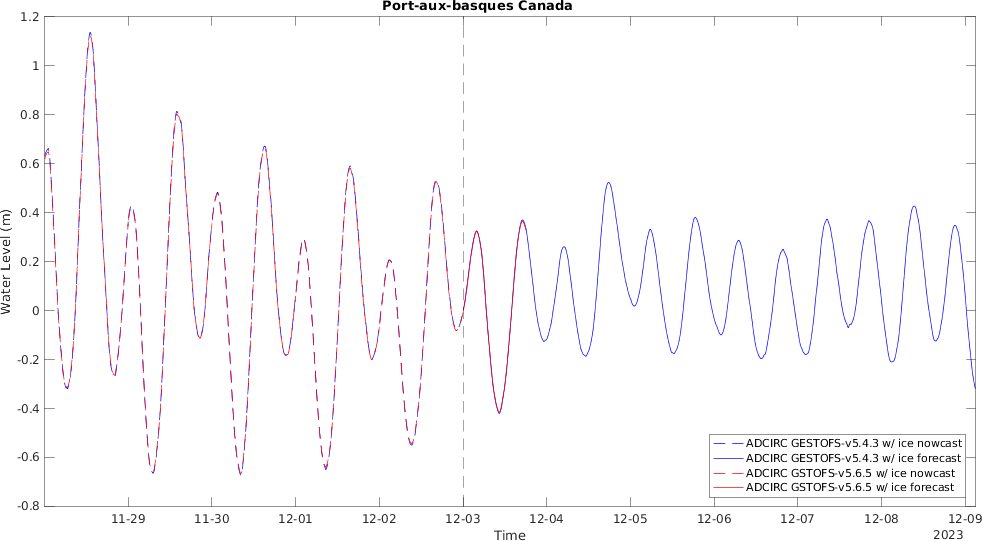 Port-aux-basques Canada
Water Level (m)
1.2
1
0.8
0.6
0.4
0.2
0
-0.2
-0.4
-0.6
-0.8
ADCIRC GESTOFS-v5.4.3 w/ ice nowcast
ADCIRC GESTOFS-v5.4.3 w/ ice forecast
ADCIRC GSTOFS-v5.6.5 w/ ice nowcast
ADCIRC GSTOFS-v5.6.5 w/ ice forecast
11-29 11-30 12-01 12-02 12-03 12-04 12-05 12-06 12-07 12-08 12-09
Time
2023